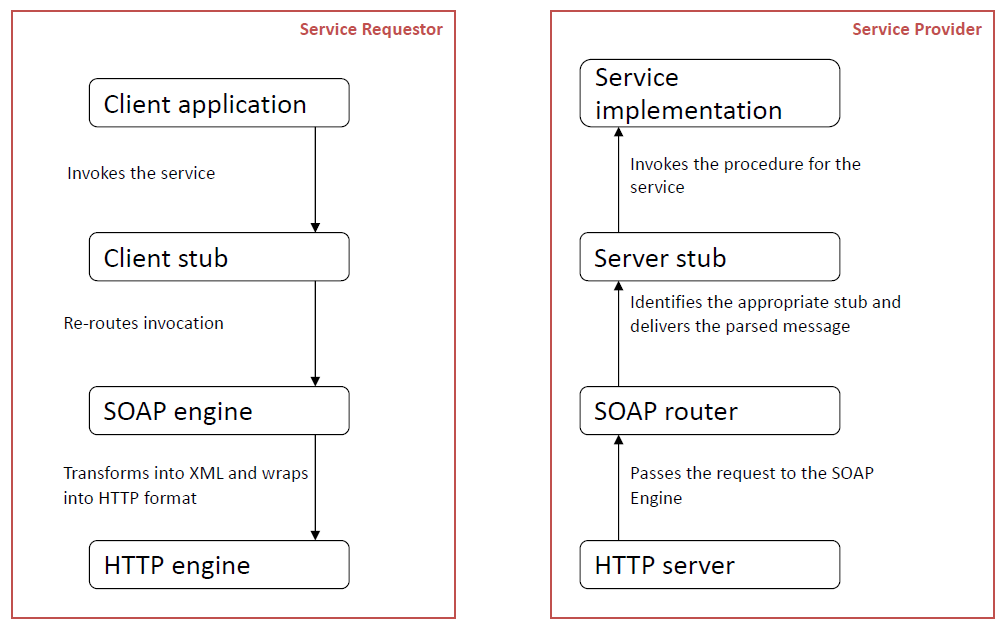 Service Requestor
Client application
Invokes the service
Client stub
Re-routes invocation
SOAP engine
Transforms into XML and wraps
into HTTP format
HTTP engine
Service Provider
Service
implementation
Invokes the procedure for the
service
Server stub
Identifies the appropriate stub and
delivers the parsed message
SOAP router
Passes the request to the SOAP
Engine
HTTP server